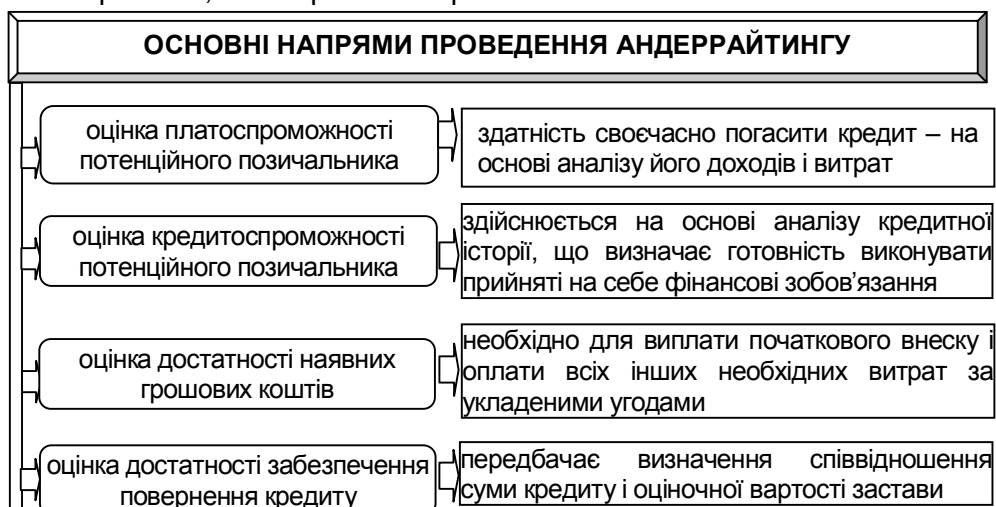 ОСНОВНІ НАПРЯМИ ПРОВЕДЕННЯ АНДЕРРАЙТИНГУ
оцінка платоспроможності
потенційного позичальника
здатність своєчасно погасити кредит – на
основі аналізу його доходів і витрат
оцінка кредитоспроможності
потенційного позичальника
здійснюється на основі аналізу кредитної
історії, що визначає готовність виконувати
прийняті на себе фінансові зобов’язання
оцінка достатності наявних
грошових коштів
необхідно для виплати початкового внеску і
оплати всіх інших необхідних витрат за
укладеними угодами
оцінка достатності забезпечення
повернення кредиту
передбачає визначення співвідношення
суми кредиту і оціночної вартості застави